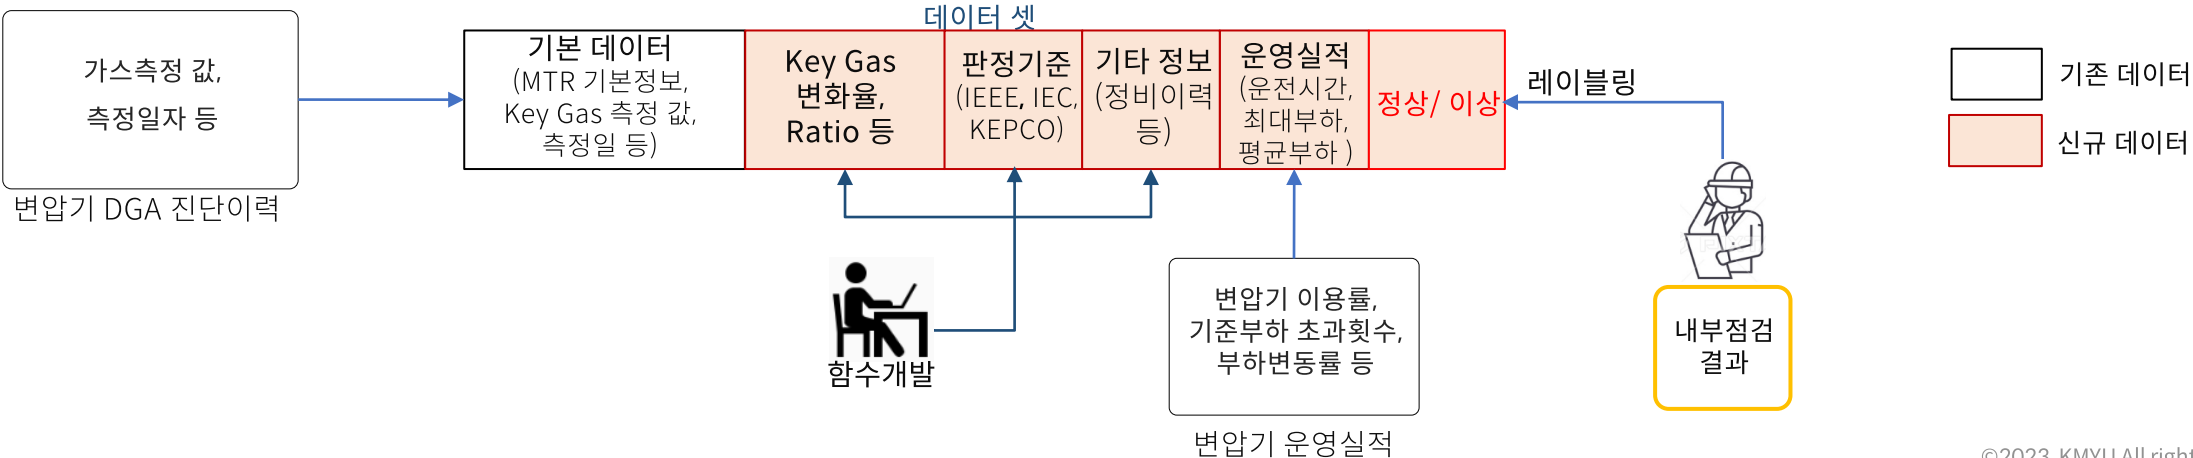 데이터 셋
가스측정 값,
측정일자 등
변압기 DGA 진단이력
기본 데이터
(MTR 기본정보,
Key Gas 측정 값,
측정일 등)
Key Gas
변화율,
Ratio 등
판정기준
(IEEE, IEC,
KEPCO)
기타 정보
(정비이력
등)
운영실적
(운전시간,
최대부하,
평균부하 )
정상/ 이상
레이블링
기존 데이터
신규 데이터
함수개발
변압기 이용률,
기준부하 초과횟수,
부하변동률 등
변압기 운영실적
내부점검
결과
©2023. KMYU All right